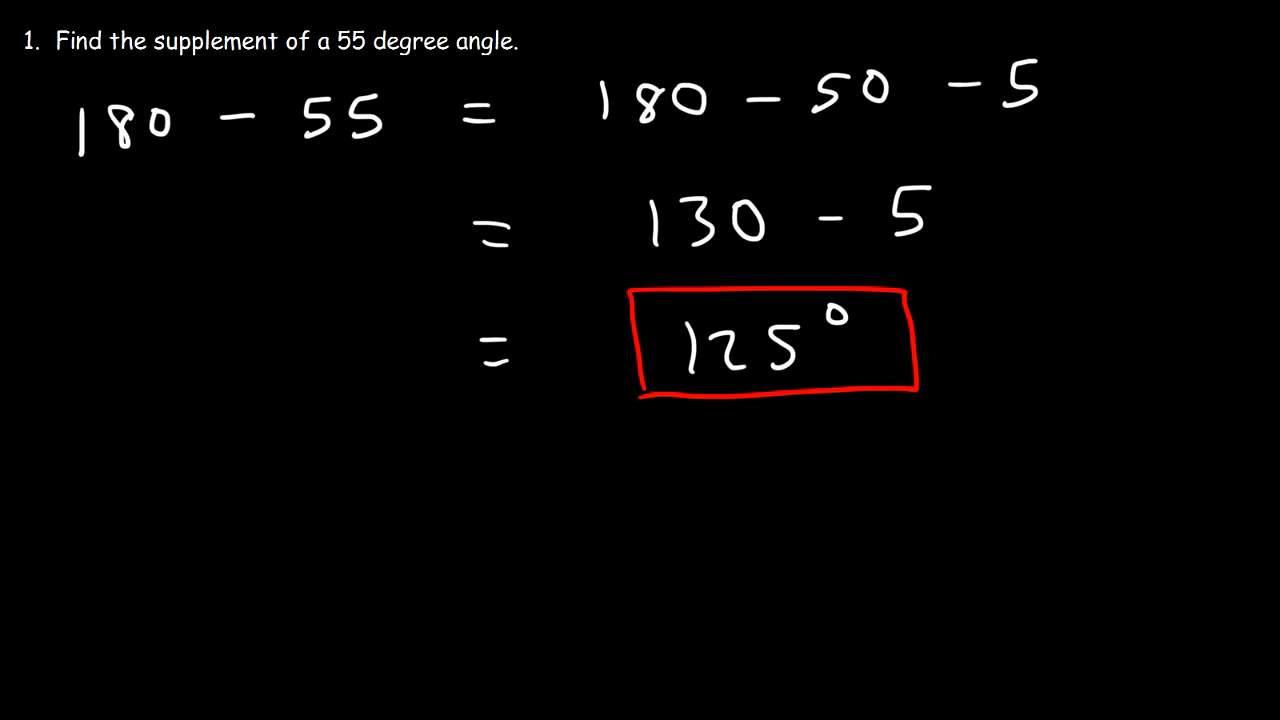 1. Find the supplement of a 55 degree angle.
180 - 55 = 180 - 50 - 5
= 130 - 5
= 125°